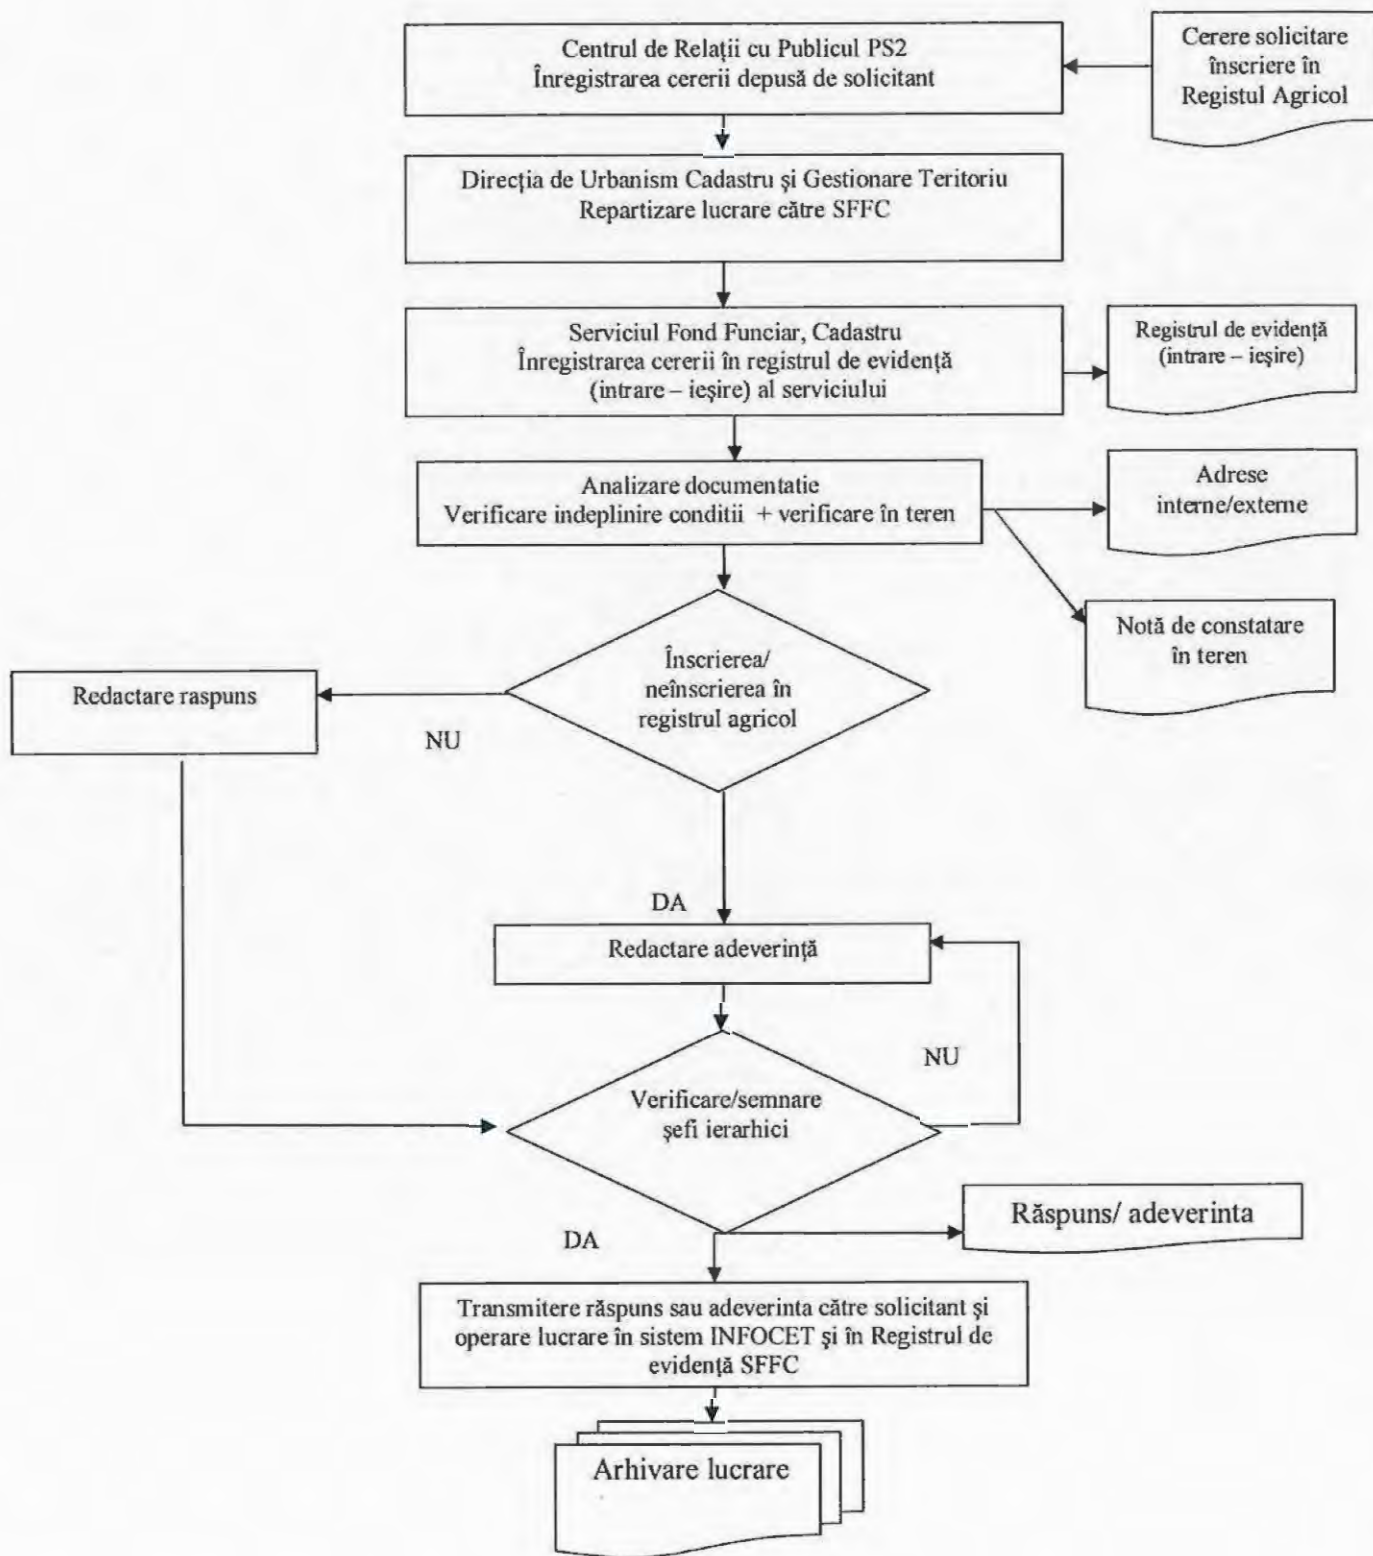 Centrul de Relații cu Publicul PS2
Înregistrarea cererii depusă de solicitant
Cerere solicitare
înscriere în
Registul Agricol
Direcția de Urbanism Cadastru și Gestionare Teritoriu
Repartizare lucrare către SFFC
Serviciul Fond Funciar, Cadastru
Înregistrarea cererii în registrul de evidență
(intrare – ieșire) al serviciului
Registrul de evidență
(intrare – ieșire)
Analizare documentatie
Verificare indeplinire conditii + verificare în teren
Adrese
interne/externe
Notă de constatare
în teren
Înscrierea/
neînscrierea în
registrul agricol
Redactare raspuns
NU
DA
Redactare adeverință
NU
Verificare/semnare
șefi ierarhici
Răspuns/ adeverinta
DA
Transmitere răspuns sau adeverinta către solicitant și
operare lucrare în sistem INFOCET și în Registrul de
evidență SFFC
Arhivare lucrare